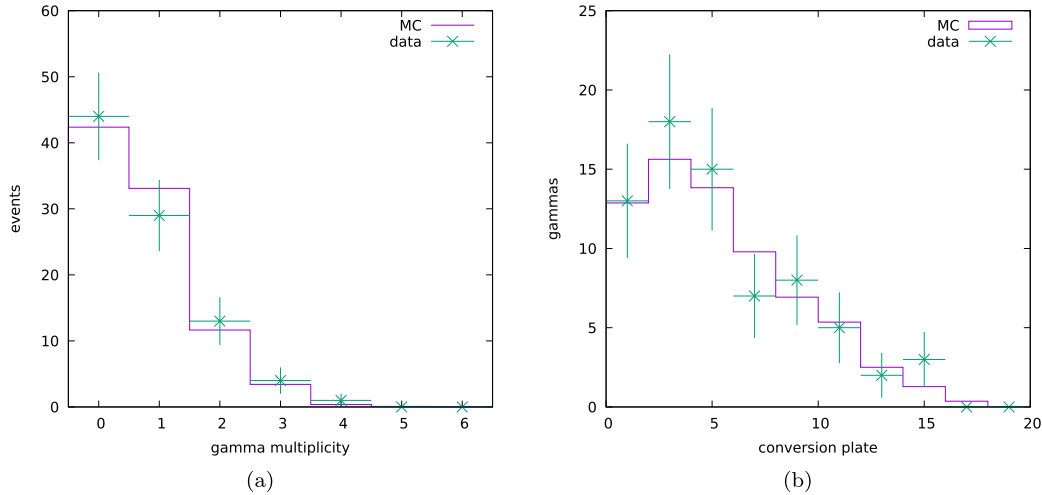 60
50
40
30
20
10
0
events
MC
data
0 1 2 3 4 5 6
gamma multiplicity
(a)
25
20
15
10
5
0
gammas
MC
data
0 5 10 15 20
conversion plate
(b)